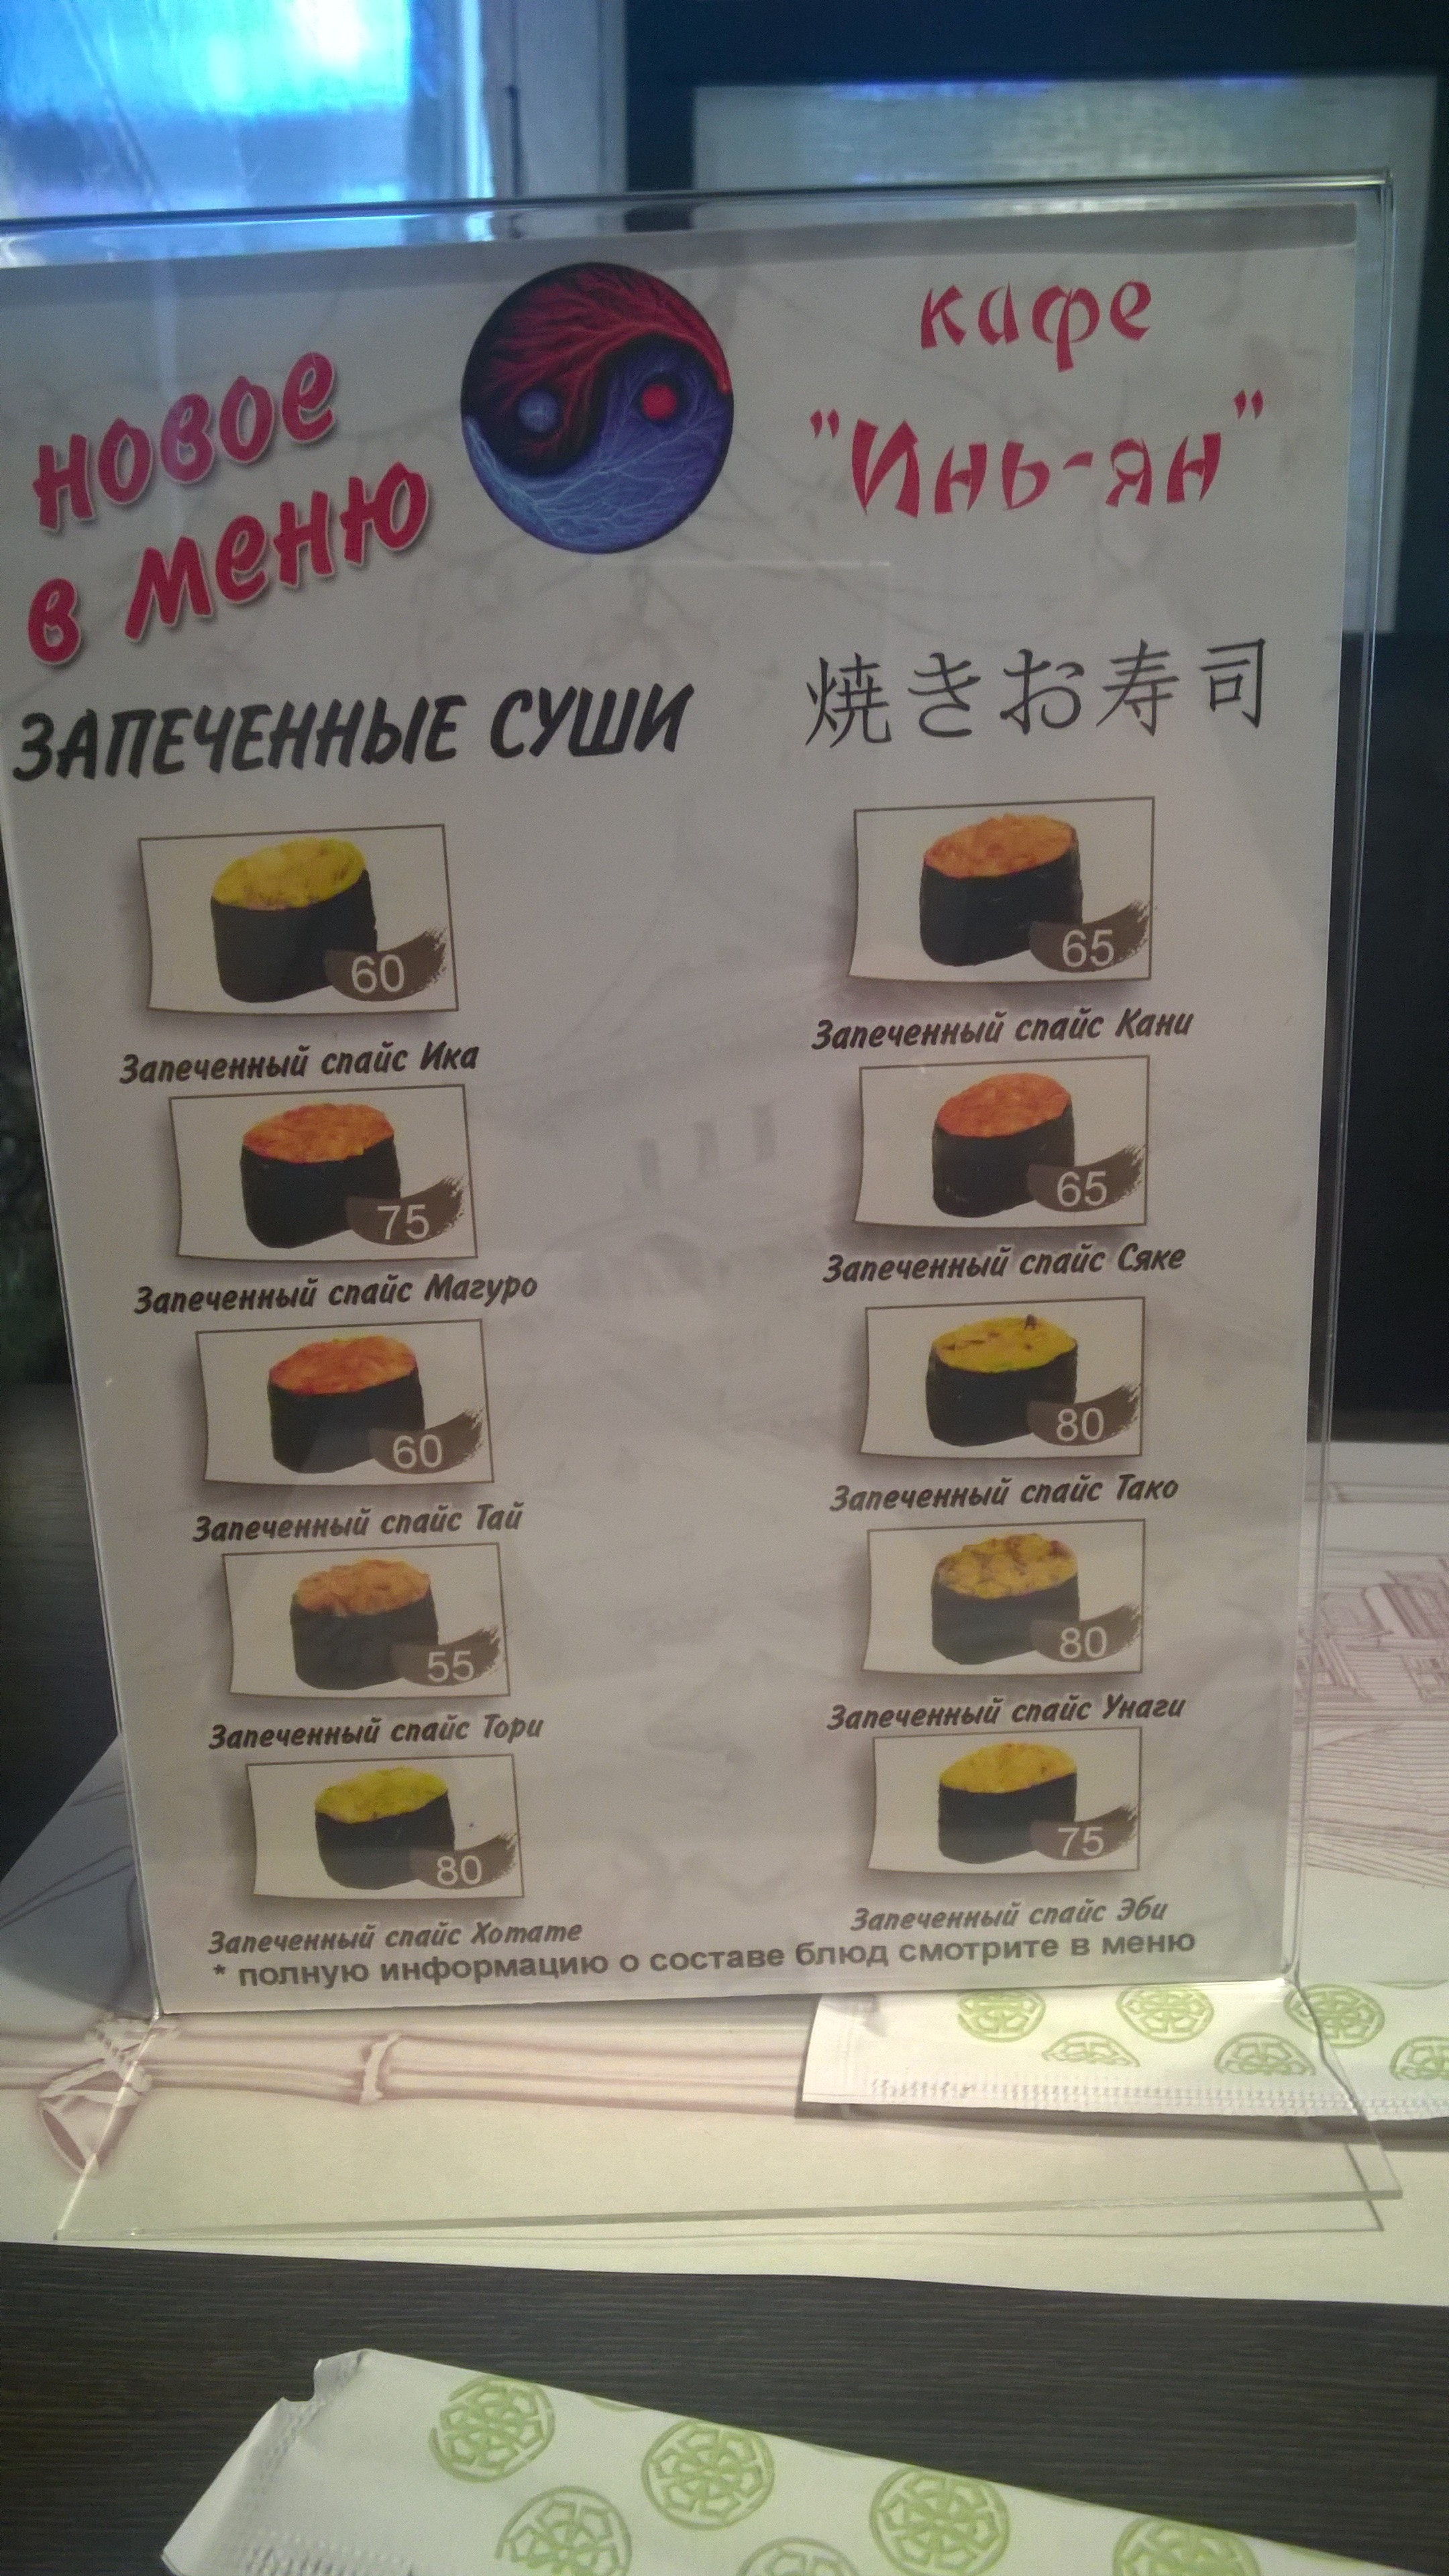 новое
в меню
кафе
"Инь-ян"
ЗАПЕЧЕННЫЕ СУШИ
焼きお寿司
60
Запеченный спайс Ика
65
Запеченный спайс Кани
75
Запеченный спайс Магуро
65
Запеченный спайс Сяке
60
Запеченный спайс Тай
80
Запеченный спайс Тако
55
Запеченный спайс Тори
80
Запеченный спайс Унаги
80
Запеченный спайс Хотате
75
Запеченный спайс Эби
* полную информацию о составе блюд смотрите в меню